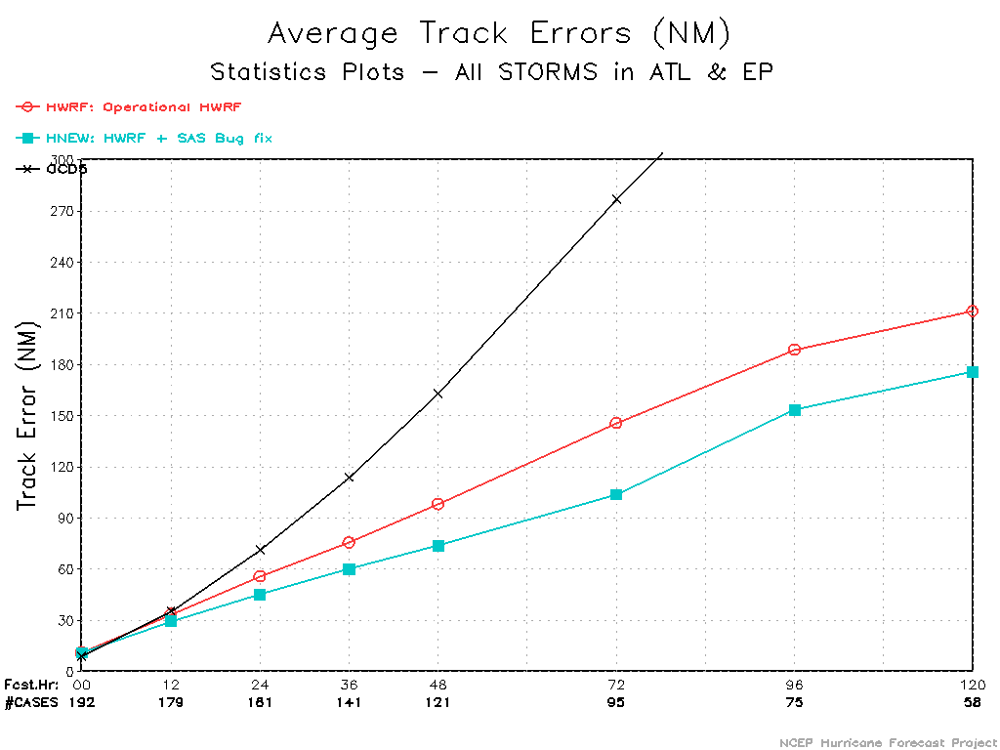 Average Track Errors (NM)
Statistics Plots – All STORMS in ATL & EP
HWRF: Operational HWRF
HNEW: HWRF + SAS Bug fix
OCD5
300
270
240
210
180
150
120
90
60
30
0
Track Error (NM)
Fcst.Hr: 00 12 24 36 48 72 96 120
#CASES 192 179 161 141 121 95 75 58
NCEP Hurricane Forecast Project